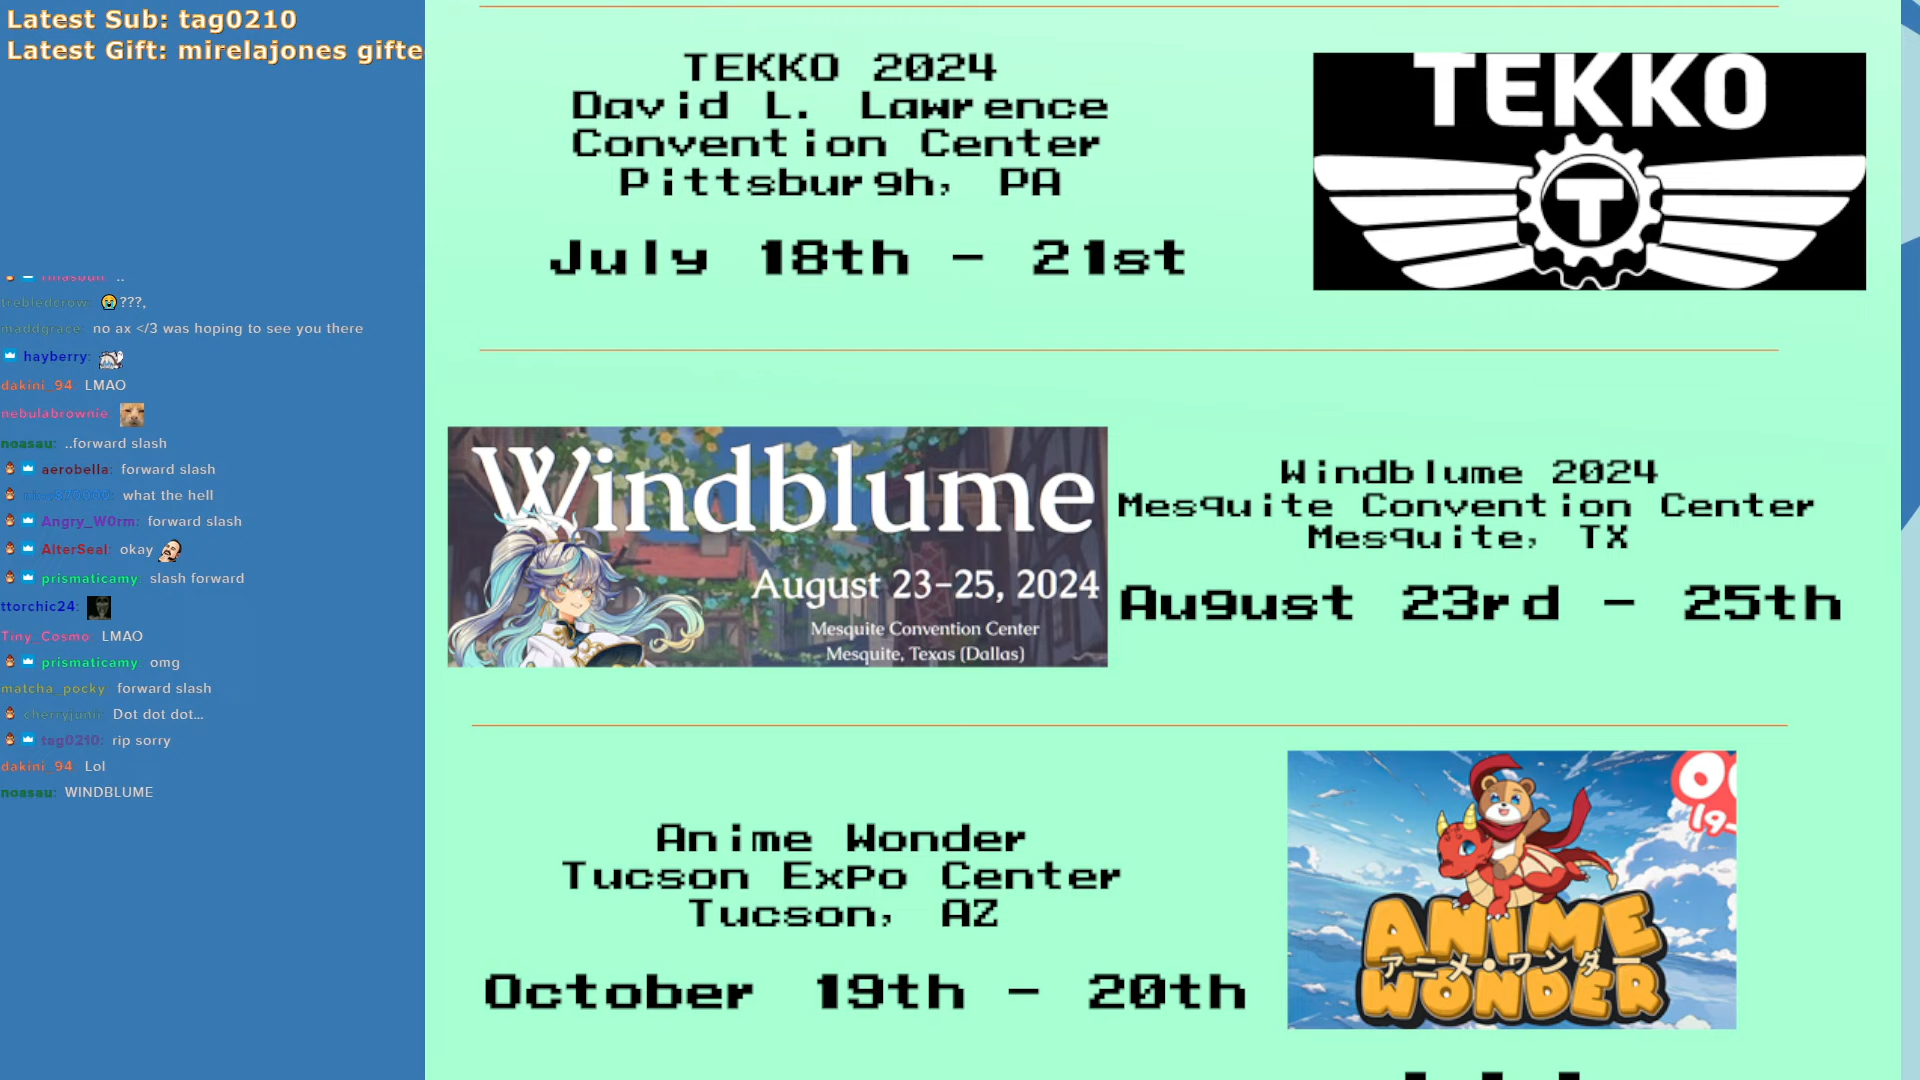 Latest Sub: tag0210
Latest Gift: mirelajones gifte
..
trebledcrow: ???,
maddgrace: no ax </3 was hoping to see you there
hayberry:
dakini_94: LMAO
nebulabrownie:
noasau: ..forward slash
aerobella: forward slash
what the hell
Angry_W0rm: forward slash
AlterSeal: okay
prismaticamy: slash forward
ttorchic24:
Tiny_Cosmo: LMAO
prismaticamy: omg
matcha_pocky: forward slash
cherryjunii: Dot dot dot...
tag0210: rip sorry
dakini_94: Lol
noasau: WINDBLUME
TEKKO 2024
David L. Lawrence
Convention Center
Pittsburgh, PA
July 18th - 21st
TEKKO
T
Windblume
August 23-25, 2024
Mesquite Convention Center
Mesquite, Texas (Dallas)
Windblume 2024
Mesquite Convention Center
Mesquite, TX
August 23rd - 25th
Anime Wonder
Tucson Expo Center
Tucson, AZ
October 19th - 20th
19-
ANIME
アニメ・ワンダー
WONDER